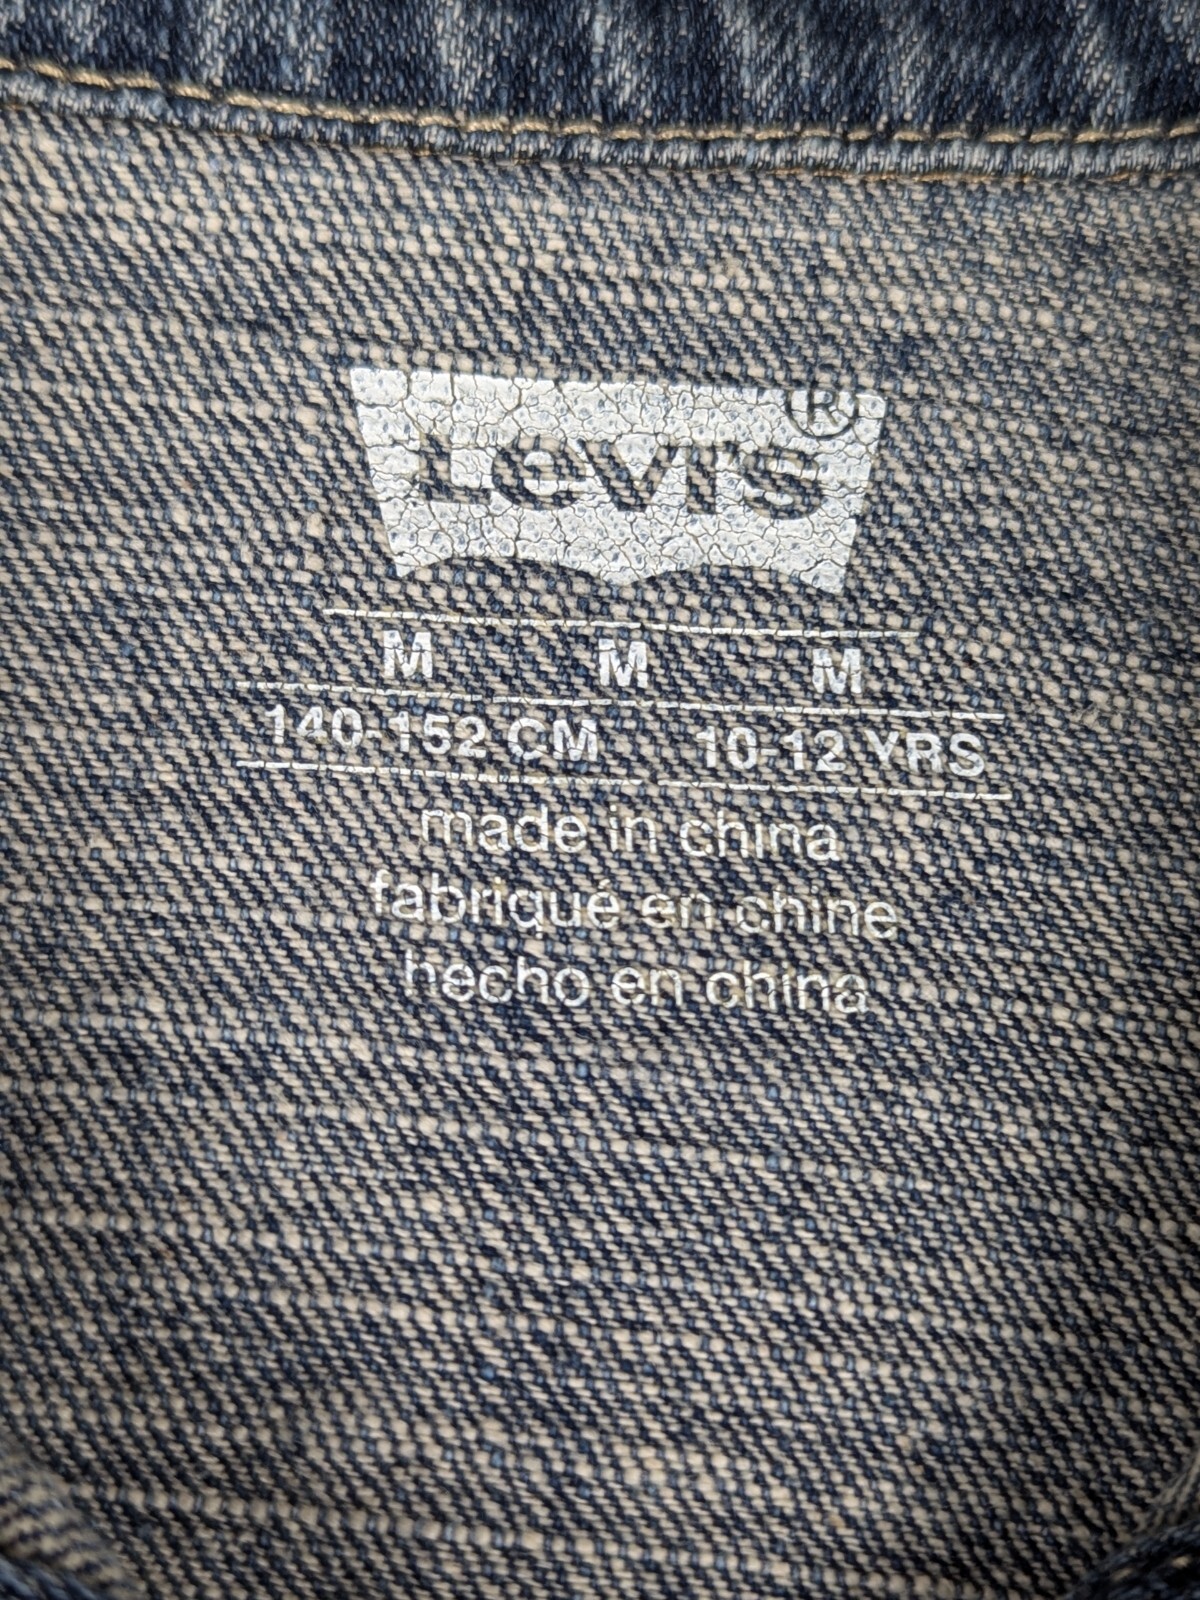 Levi's®
M M M
140-152 CM 10-12 YRS
made in china
fabriqué en chine
hecho en china